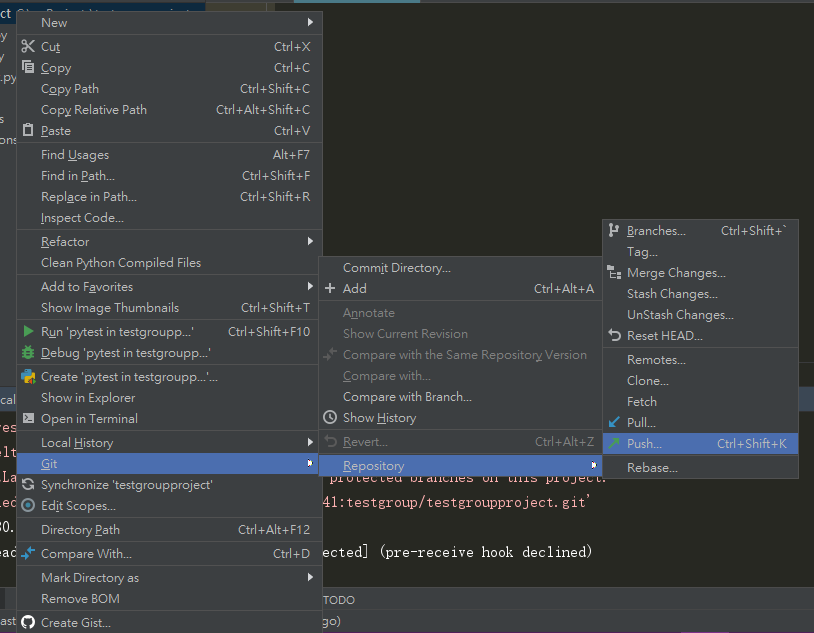 New
Cut Ctrl+X
Copy Ctrl+C
Copy Path Ctrl+Shift+C
Copy Relative Path Ctrl+Alt+Shift+C
Paste Ctrl+V
Find Usages Alt+F7
Find in Path... Ctrl+Shift+F
Replace in Path... Ctrl+Shift+R
Inspect Code...
Refactor
Clean Python Compiled Files
Add to Favorites
Show Image Thumbnails Ctrl+Shift+T
Run 'pytest in testgroupp...' Ctrl+Shift+F10
Debug 'pytest in testgroupp...'
Create 'pytest in testgroupp...'...
Show in Explorer
Open in Terminal
Local History
Git
Synchronize 'testgroupproject'
Edit Scopes...
Directory Path Ctrl+Alt+F12
Compare With... Ctrl+D
Mark Directory as
Remove BOM
Create Gist...
Commit Directory...
Add Ctrl+Alt+A
Annotate
Show Current Revision
Compare with the Same Repository Version
Compare with...
Compare with Branch...
Show History
Revert... Ctrl+Alt+Z
Repository
Branches... Ctrl+Shift+`
Tag...
Merge Changes...
Stash Changes...
UnStash Changes...
Reset HEAD...
Remotes...
Clone...
Fetch
Pull...
Push... Ctrl+Shift+K
Rebase...
protected branches on this project.
41:testgroup/testgroupproject.git'
ected] (pre-receive hook declined)
TODO
go)